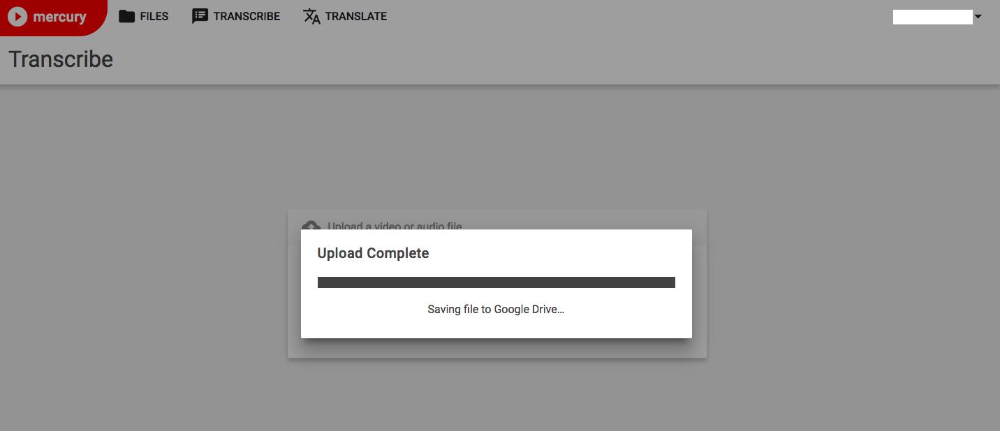 mercury
FILES
TRANSCRIBE
TRANSLATE
Transcribe
Upload a video or audio file
Upload Complete
Saving file to Google Drive...